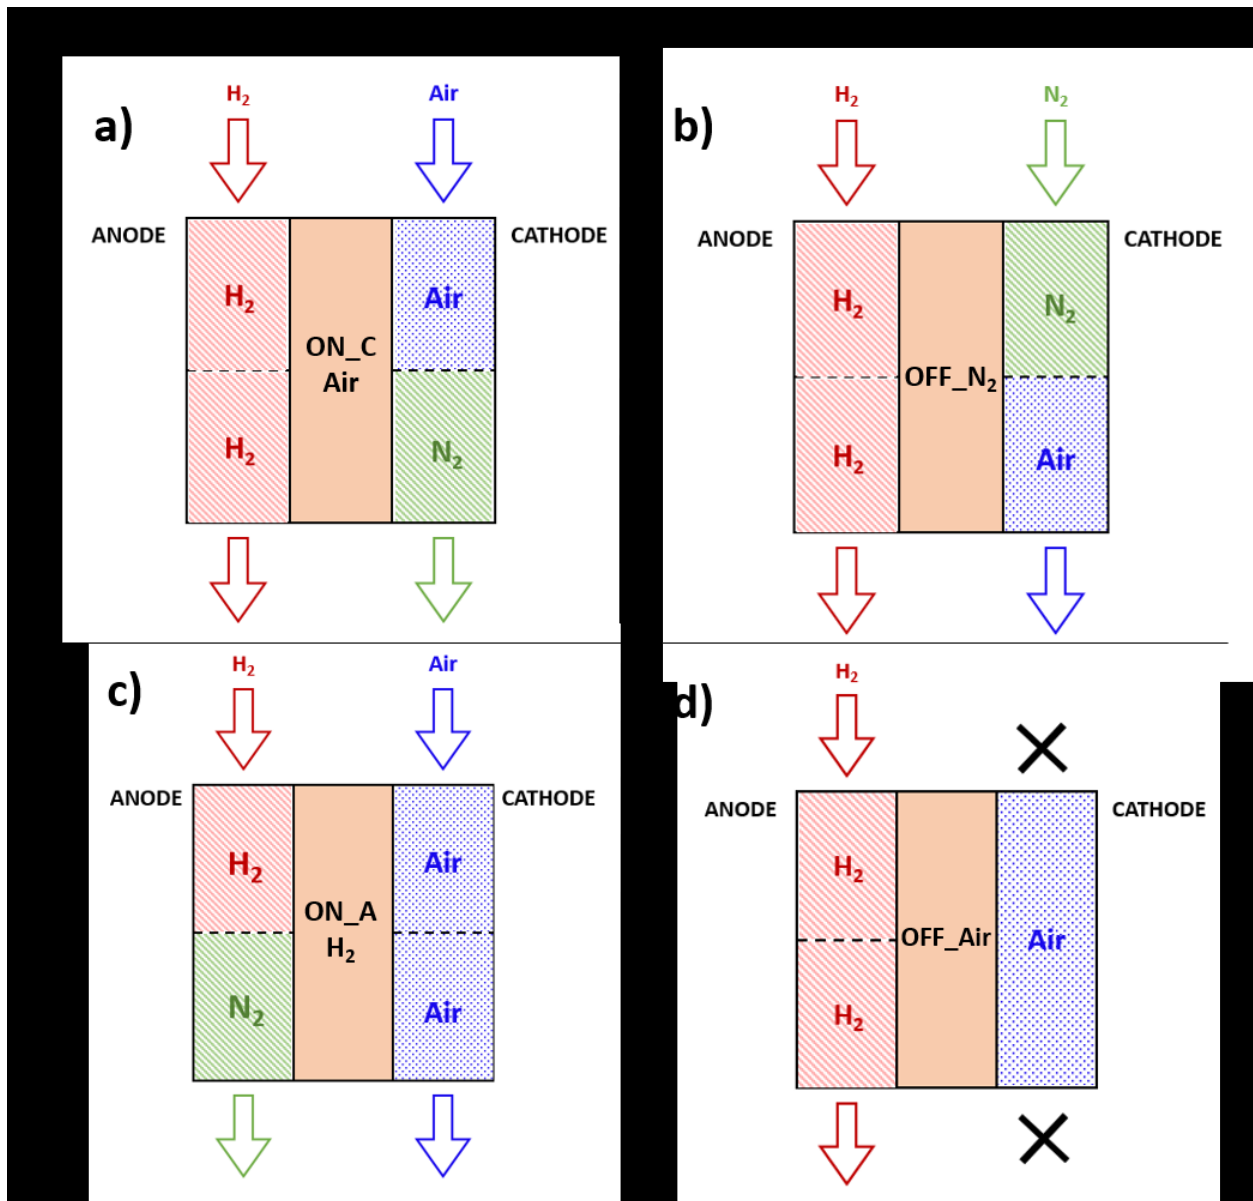 a)
H₂
Air
ANODE
CATHODE
H₂
Air
ON_C
Air
H₂
N₂
b)
H₂
N₂
ANODE
CATHODE
H₂
N₂
OFF_N₂
H₂
Air
c)
H₂
Air
ANODE
CATHODE
H₂
Air
ON_A
H₂
N₂
Air
d)
H₂
ANODE
CATHODE
H₂
OFF_Air
Air
H₂